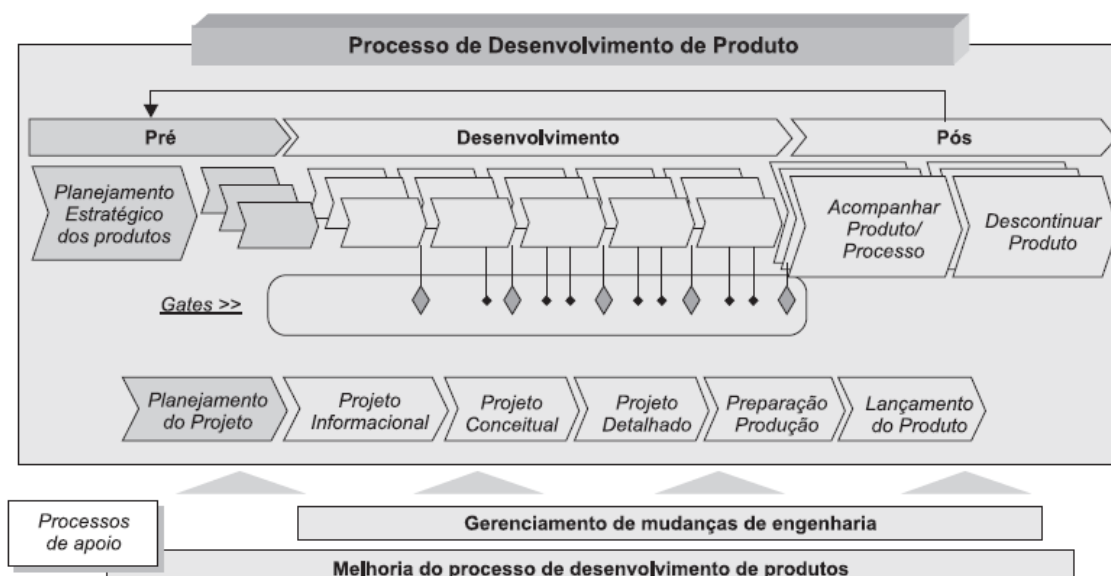 Processo de Desenvolvimento de Produto
Pré
Desenvolvimento
Pós
Planejamento
Estratégico
dos produtos
Acompanhar
Produto/
Processo
Descontinuar
Produto
Gates >>
Planejamento
do Projeto
Projeto
Informacional
Projeto
Conceitual
Projeto
Detalhado
Preparação
Produção
Lançamento
do Produto
Processos
de apoio
Gerenciamento de mudanças de engenharia
Melhoria do processo de desenvolvimento de produtos